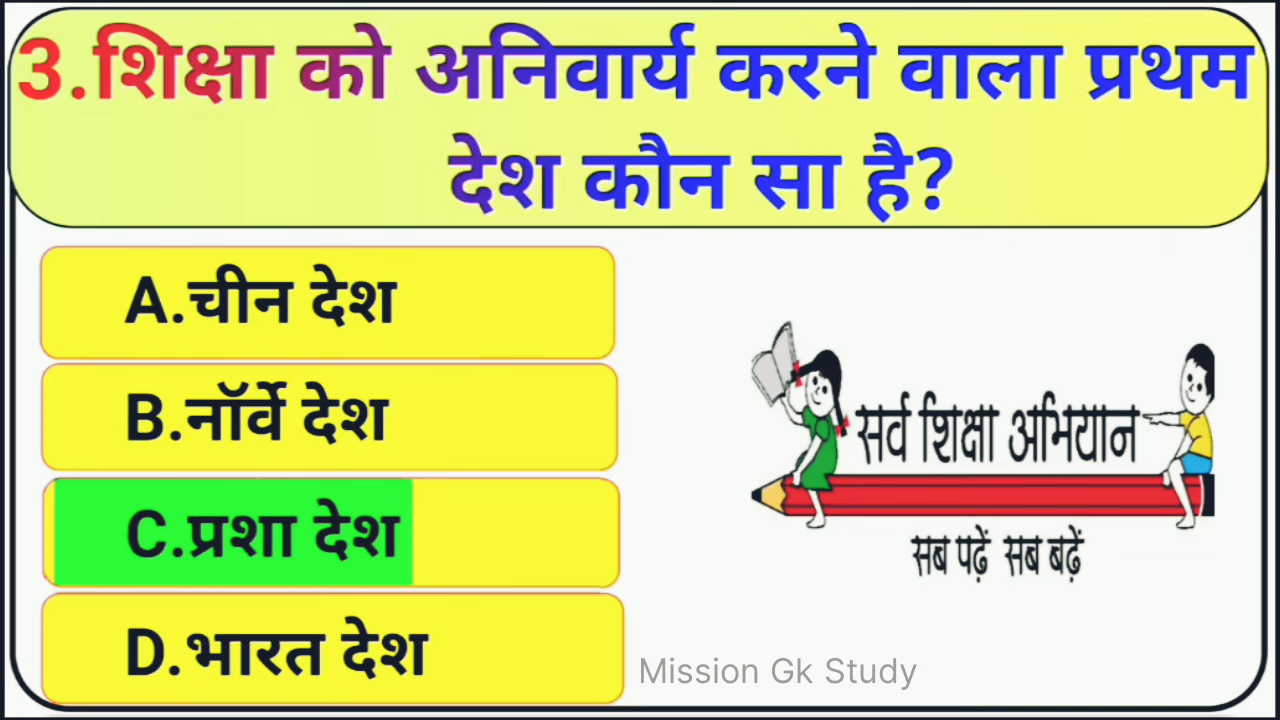 3.शिक्षा को अनिवार्य करने वाला प्रथम
देश कौन सा है?
A.चीन देश
B.नॉर्वे देश
C.प्रशा देश
D.भारत देश
सर्व शिक्षा अभियान
सब पढ़ें सब बढ़ें
Mission Gk Study